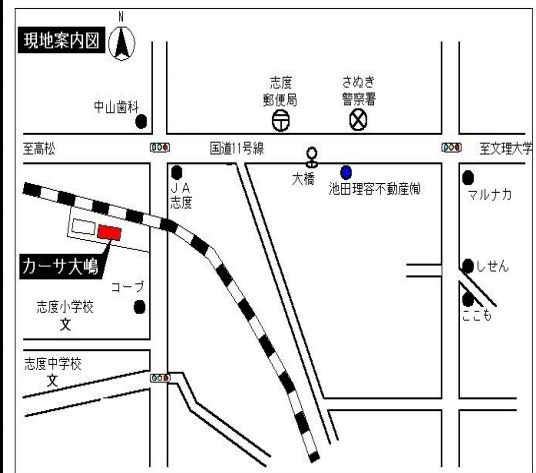 現地案内図
N
中山歯科
志度
郵便局
さぬき
警察署
至高松
国道11号線
大橋
至文理大学
JA
志度
池田理容不動産㈲
マルナカ
カーサ大嶋
コープ
しせん
ここも
志度小学校
文
志度中学校
文